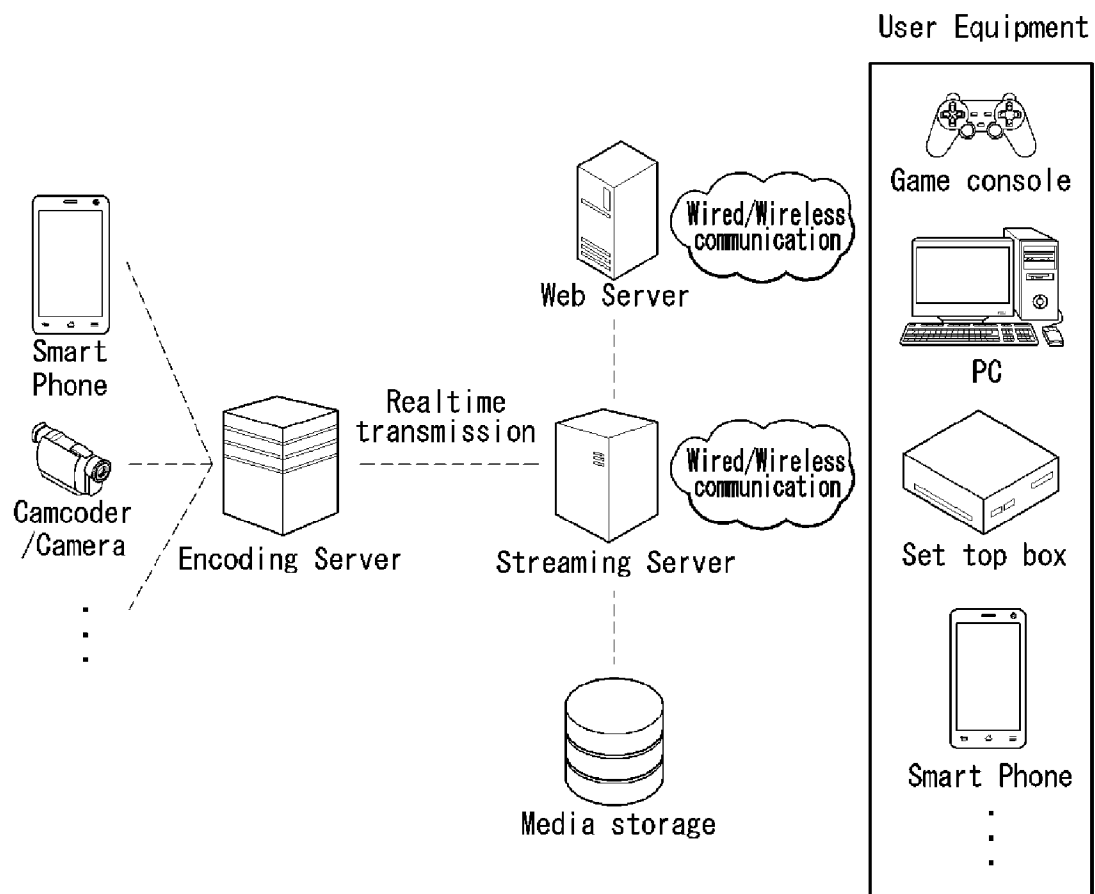 User Equipment
Game console
Wired/Wireless
communication
Web Server
Smart
Phone
PC
Realtime
transmission
Wired/Wireless
communication
Camcoder
/Camera
Encoding Server
Streaming Server
Set top box
Media storage
Smart Phone